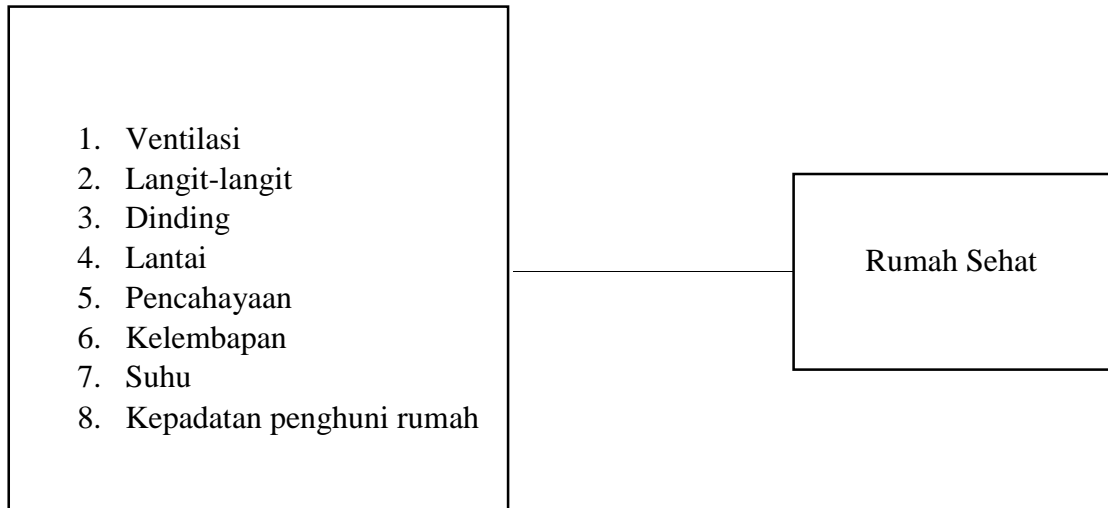 1. Ventilasi
2. Langit-langit
3. Dinding
4. Lantai
5. Pencahayaan
6. Kelembapan
7. Suhu
8. Kepadatan penghuni rumah
Rumah Sehat